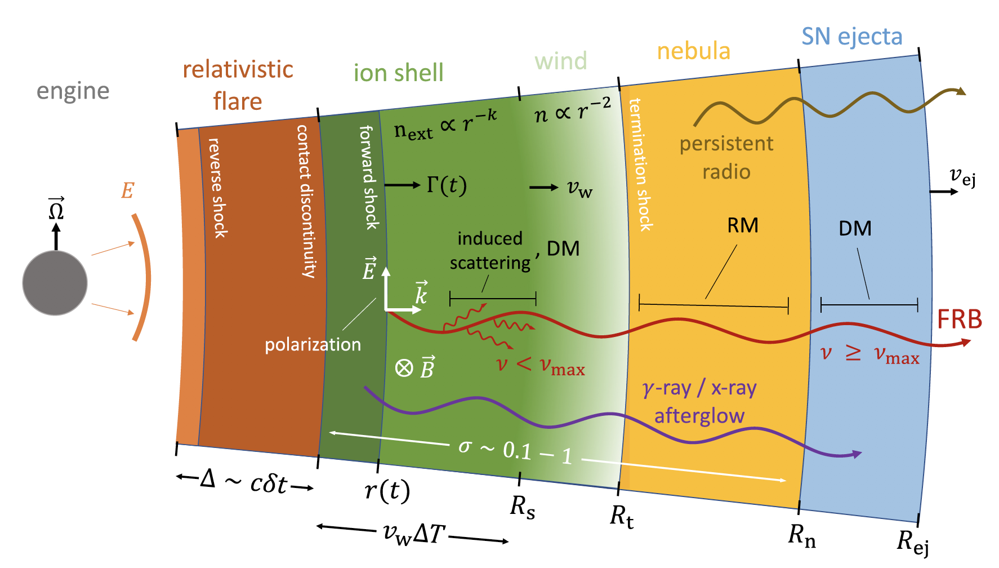 engine
relativistic
flare
ion shell
wind
nebula
SN ejecta
reverse shock
contact discontinuity
forward shock
termination shock
n_ext ∝ r^−k
n ∝ r^−2
persistent
radio
E
Ω⃗
Γ(t)
v_w
v_ej
RM
DM
induced
scattering , DM
E⃗
k⃗
polarization
FRB
⊗ B⃗
ν < ν_max
ν ≥ ν_max
γ-ray / x-ray
afterglow
σ ~ 0.1 − 1
Δ ~ cδt
r(t)
R_s
R_t
R_n
R_ej
v_wΔT